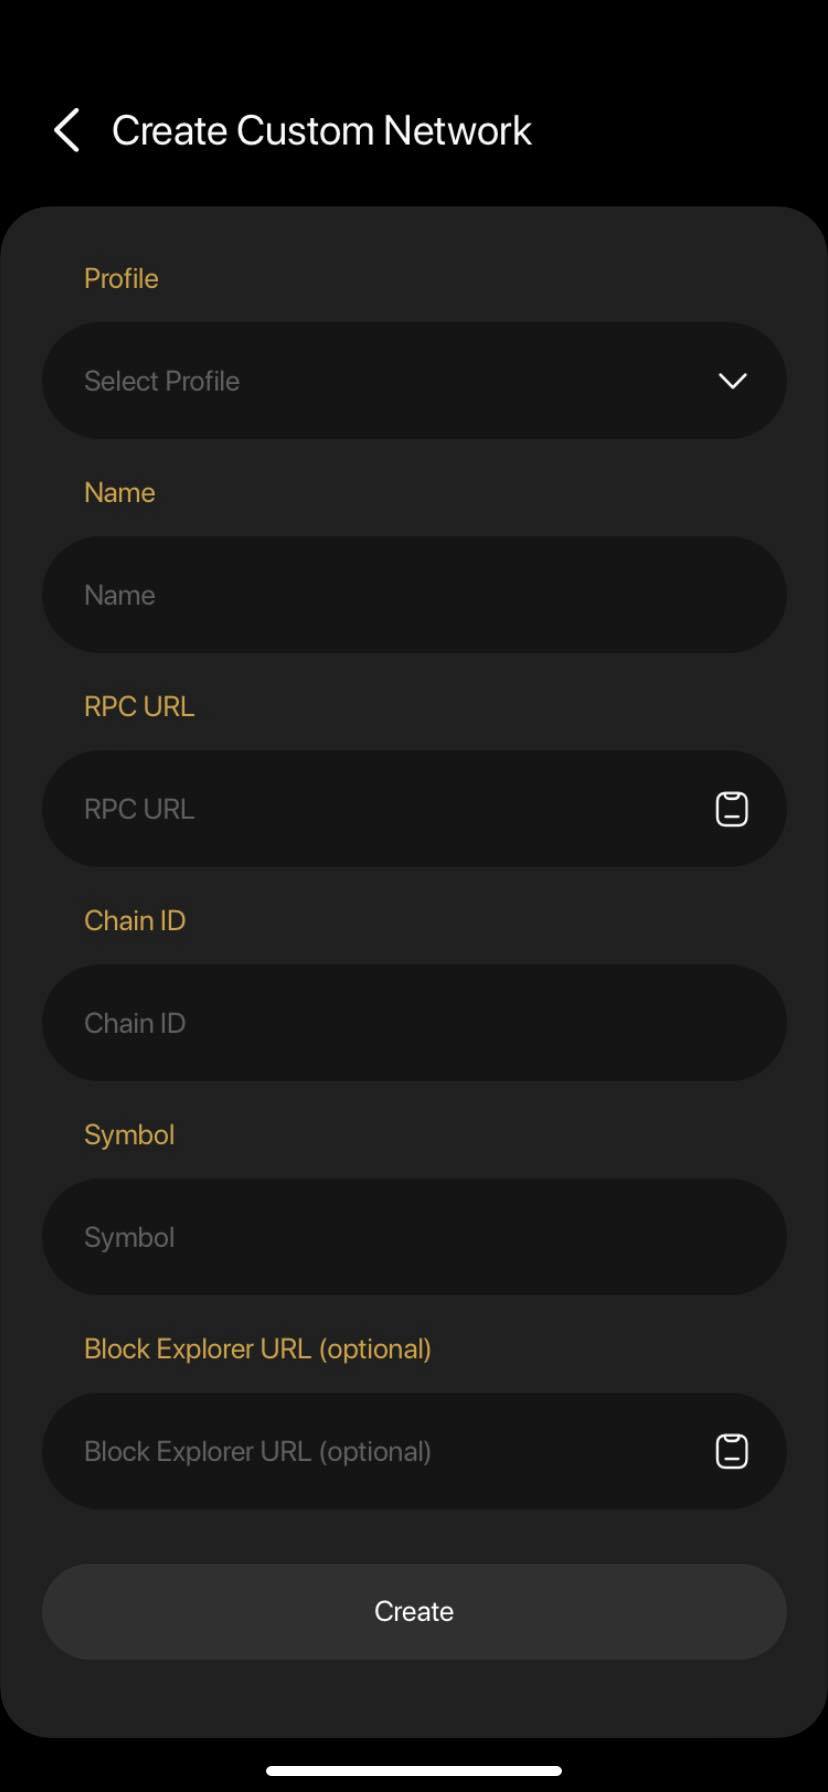 Create Custom Network
Profile
Select Profile
Name
Name
RPC URL
RPC URL
Chain ID
Chain ID
Symbol
Symbol
Block Explorer URL (optional)
Block Explorer URL (optional)
Create